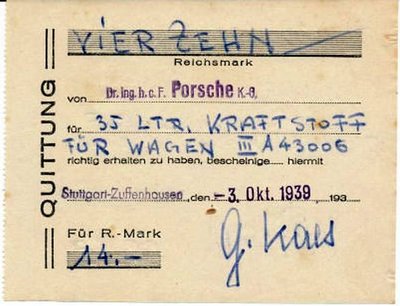 VIER ZEHN
Reichsmark
von Dr. ing. h. c. F. Porsche K.-G.
für 35 LTR. KRAFTSTOFF
FÜR WAGEN III A 43006
richtig erhalten zu haben, bescheinige hiermit
Stuttgart-Zuffenhausen, den -3. Okt. 1939 193
Für R.-Mark
14.-
G. Kaes
QUITTUNG